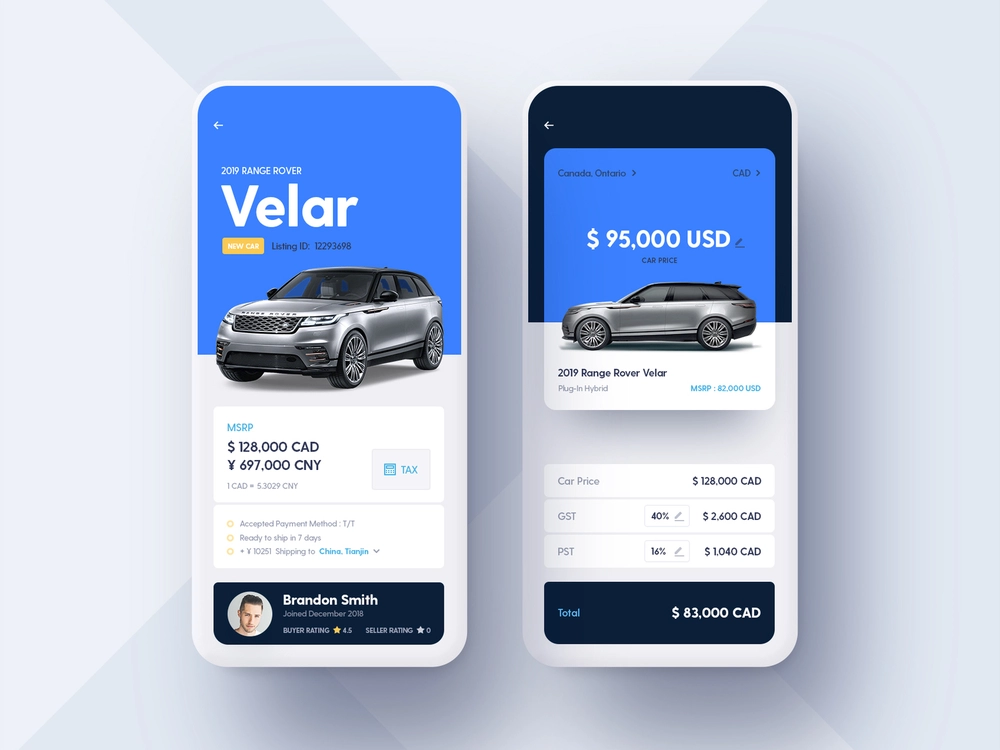 2019 RANGE ROVER
Velar
NEW CAR Listing ID: 12293698
RANGE ROVER
MSRP
$ 128,000 CAD
¥ 697,000 CNY
TAX
1 CAD = 5.3029 CNY
Accepted Payment Method : T/T
Ready to ship in 7 days
+ ¥ 10251 Shipping to China, Tianjin
Brandon Smith
Joined December 2018
BUYER RATING 4.5 SELLER RATING 0
Canada, Ontario CAD
$ 95,000 USD
CAR PRICE
2019 Range Rover Velar
Plug-In Hybrid MSRP : 82,000 USD
Car Price $ 128,000 CAD
GST 40% $ 2,600 CAD
PST 16% $ 1,040 CAD
Total $ 83,000 CAD